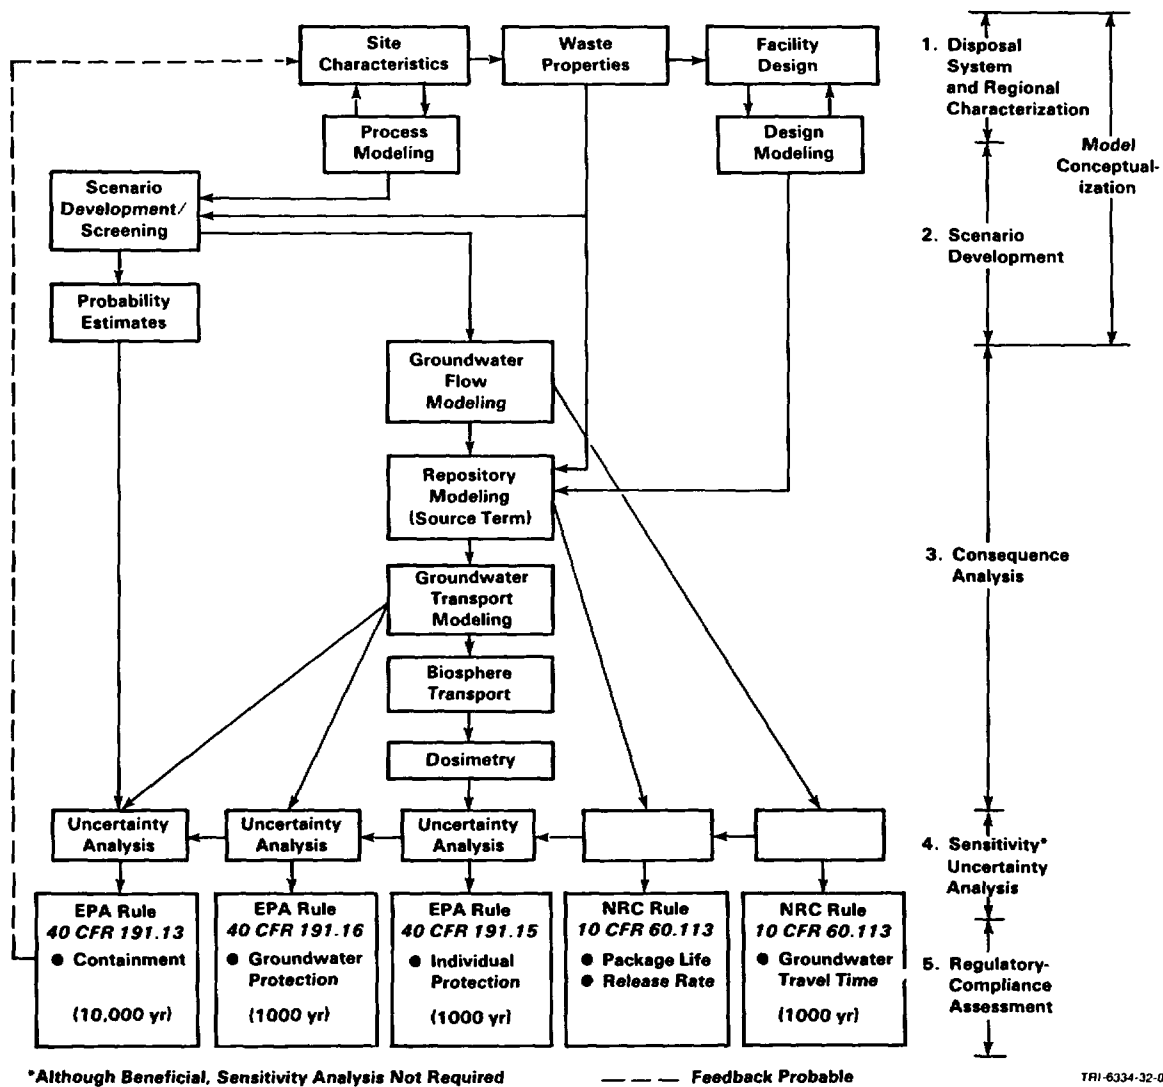 Site
Characteristics
Waste
Properties
Facility
Design
1. Disposal
System
and Regional
Characterization
Process
Modeling
Design
Modeling
Model
Conceptual-
ization
Scenario
Development/
Screening
2. Scenario
Development
Probability
Estimates
Groundwater
Flow
Modeling
Repository
Modeling
(Source Term)
3. Consequence
Analysis
Groundwater
Transport
Modeling
Biosphere
Transport
Dosimetry
Uncertainty
Analysis
Uncertainty
Analysis
Uncertainty
Analysis
4. Sensitivity*
Uncertainty
Analysis
EPA Rule
40 CFR 191.13
● Containment
(10,000 yr)
EPA Rule
40 CFR 191.16
● Groundwater
Protection
(1000 yr)
EPA Rule
40 CFR 191.15
● Individual
Protection
(1000 yr)
NRC Rule
10 CFR 60.113
● Package Life
● Release Rate
NRC Rule
10 CFR 60.113
● Groundwater
Travel Time
(1000 yr)
5. Regulatory-
Compliance
Assessment
*Although Beneficial, Sensitivity Analysis Not Required
Feedback Probable
TRI-6334-32-0